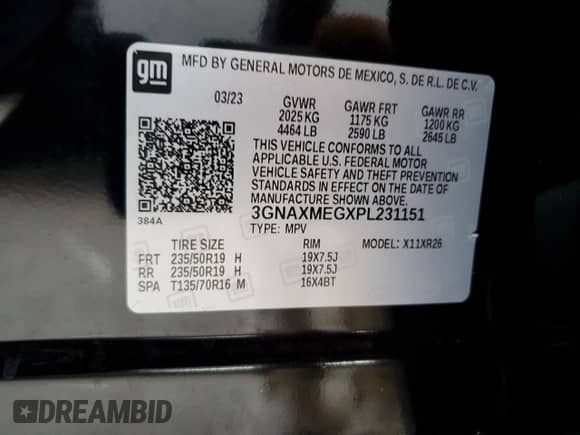 gm
MFD BY GENERAL MOTORS DE MEXICO, S. DE R.L. DE C.V.
03/23 GVWR GAWR FRT GAWR RR
2025 KG 1175 KG 1200 KG
4464 LB 2590 LB 2645 LB
THIS VEHICLE CONFORMS TO ALL
APPLICABLE U.S. FEDERAL MOTOR
VEHICLE SAFETY AND THEFT PREVENTION
STANDARDS IN EFFECT ON THE DATE OF
MANUFACTURE SHOWN ABOVE.
384A 3GNAXMEGXPL231151
TYPE: MPV
TIRE SIZE RIM MODEL: X11XR26
FRT 235/50R19 H 19X7.5J
RR 235/50R19 H 19X7.5J
SPA T135/70R16 M 16X4BT
DREAMBID